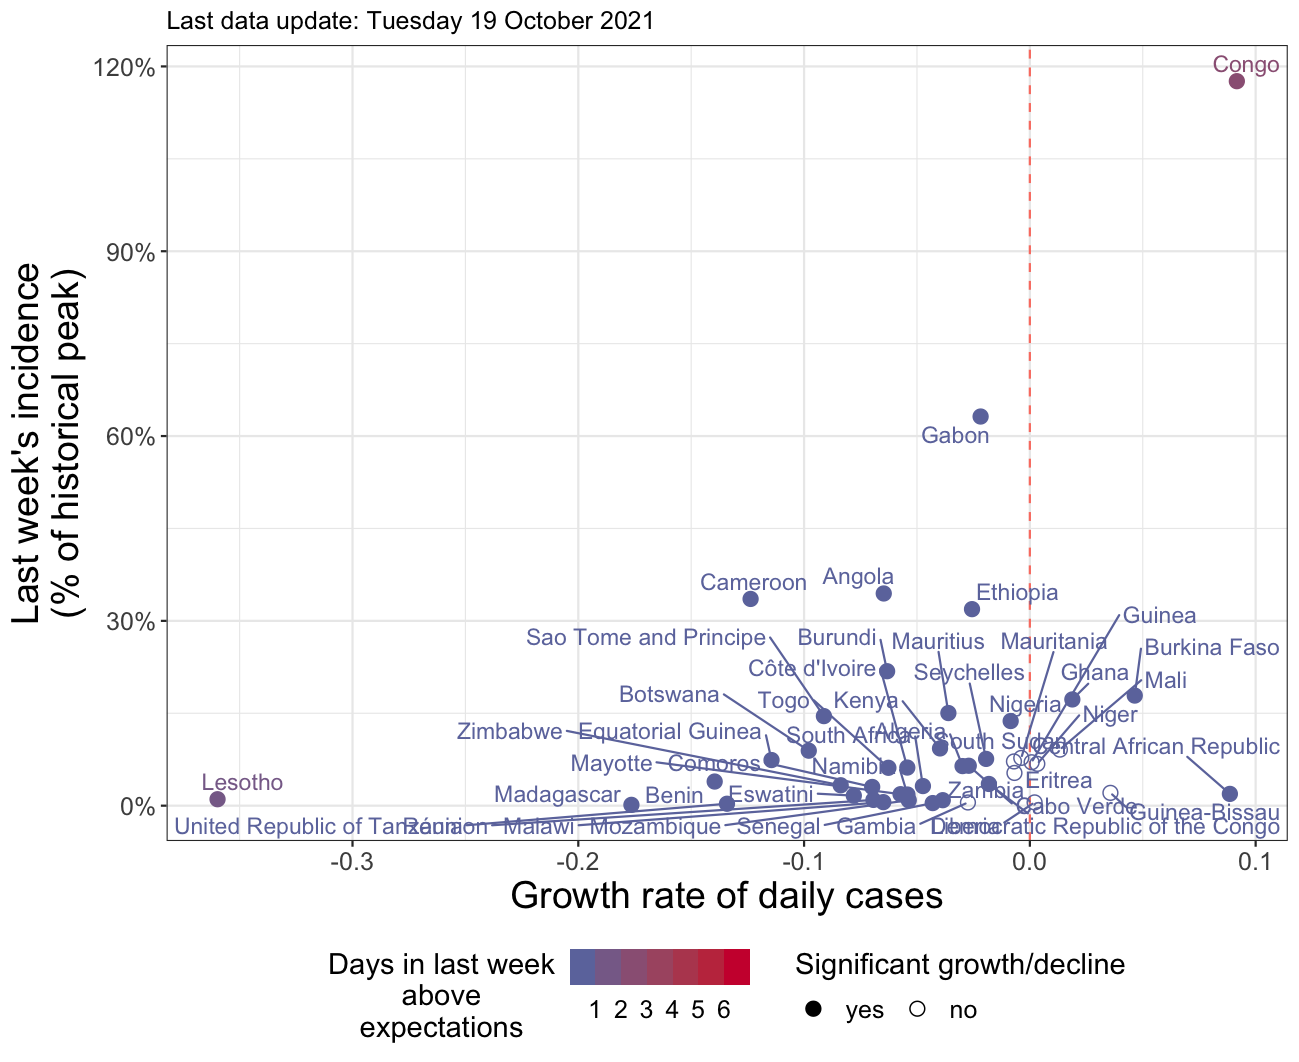 Last data update: Tuesday 19 October 2021
120%
Congo
90%
Last week's incidence
(% of historical peak)
60%
Gabon
Cameroon
Angola
Ethiopia
30%
Guinea
Sao Tome and Principe
Burundi
Mauritius
Mauritania
Burkina Faso
Côte d'Ivoire
Seychelles
Ghana
Mali
Botswana
Togo
Kenya
Nigeria
Niger
Zimbabwe
Equatorial Guinea
South Africa
Algeria
South Sudan
Central African Republic
Mayotte
Comoros
Namibia
Lesotho
Eritrea
Madagascar
Benin
Eswatini
Zambia
0%
Cabo Verde
Guinea-Bissau
United Republic of Tanzania
Réunion
Malawi
Mozambique
Senegal
Gambia
Liberia
Democratic Republic of the Congo
-0.3
-0.2
-0.1
0.0
0.1
Growth rate of daily cases
Days in last week
above
expectations
1 2 3 4 5 6
Significant growth/decline
yes
no